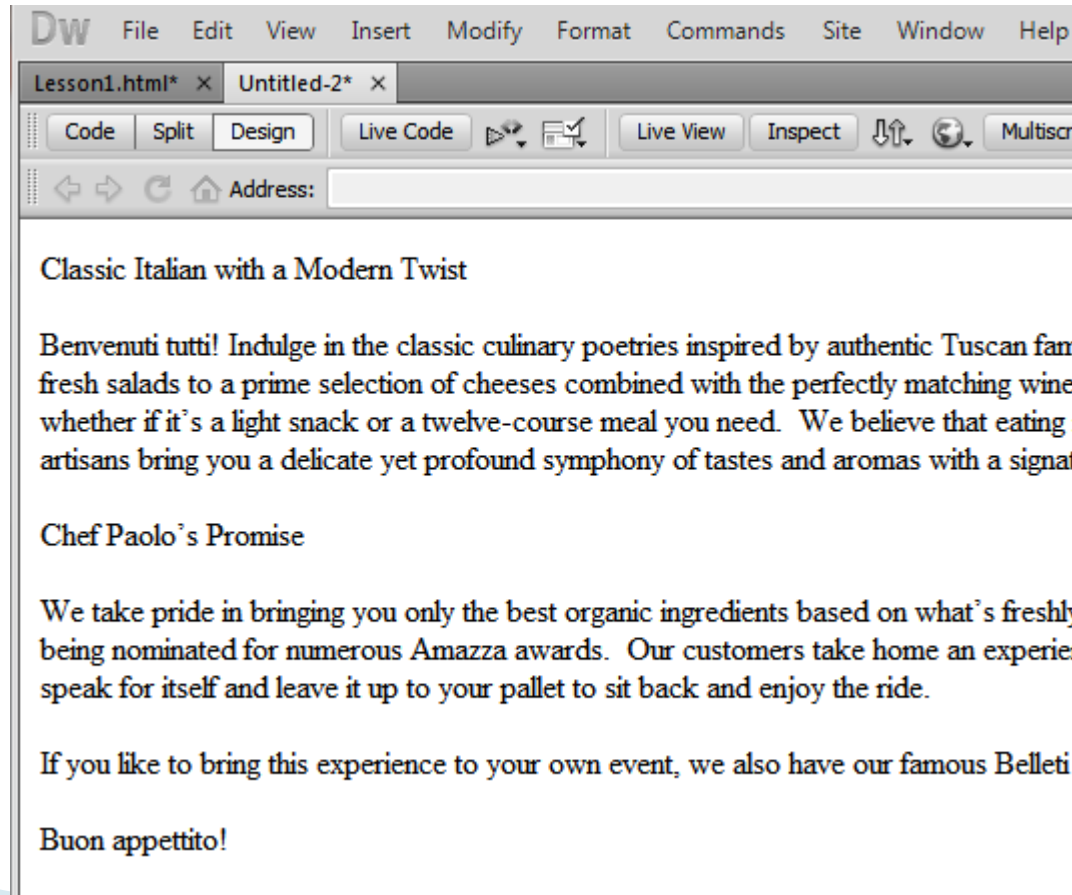 Dw File Edit View Insert Modify Format Commands Site Window Help
Lesson1.html* × Untitled-2* ×
Code Split Design Live Code Live View Inspect Multiscr
Address:
Classic Italian with a Modern Twist
Benvenuti tutti! Indulge in the classic culinary poetries inspired by authentic Tuscan fam
fresh salads to a prime selection of cheeses combined with the perfectly matching wine
whether if it’s a light snack or a twelve-course meal you need.  We believe that eating
artisans bring you a delicate yet profound symphony of tastes and aromas with a signat
Chef Paolo’s Promise
We take pride in bringing you only the best organic ingredients based on what’s freshly
being nominated for numerous Amazza awards.  Our customers take home an experie
speak for itself and leave it up to your pallet to sit back and enjoy the ride.
If you like to bring this experience to your own event, we also have our famous Belleti
Buon appettito!